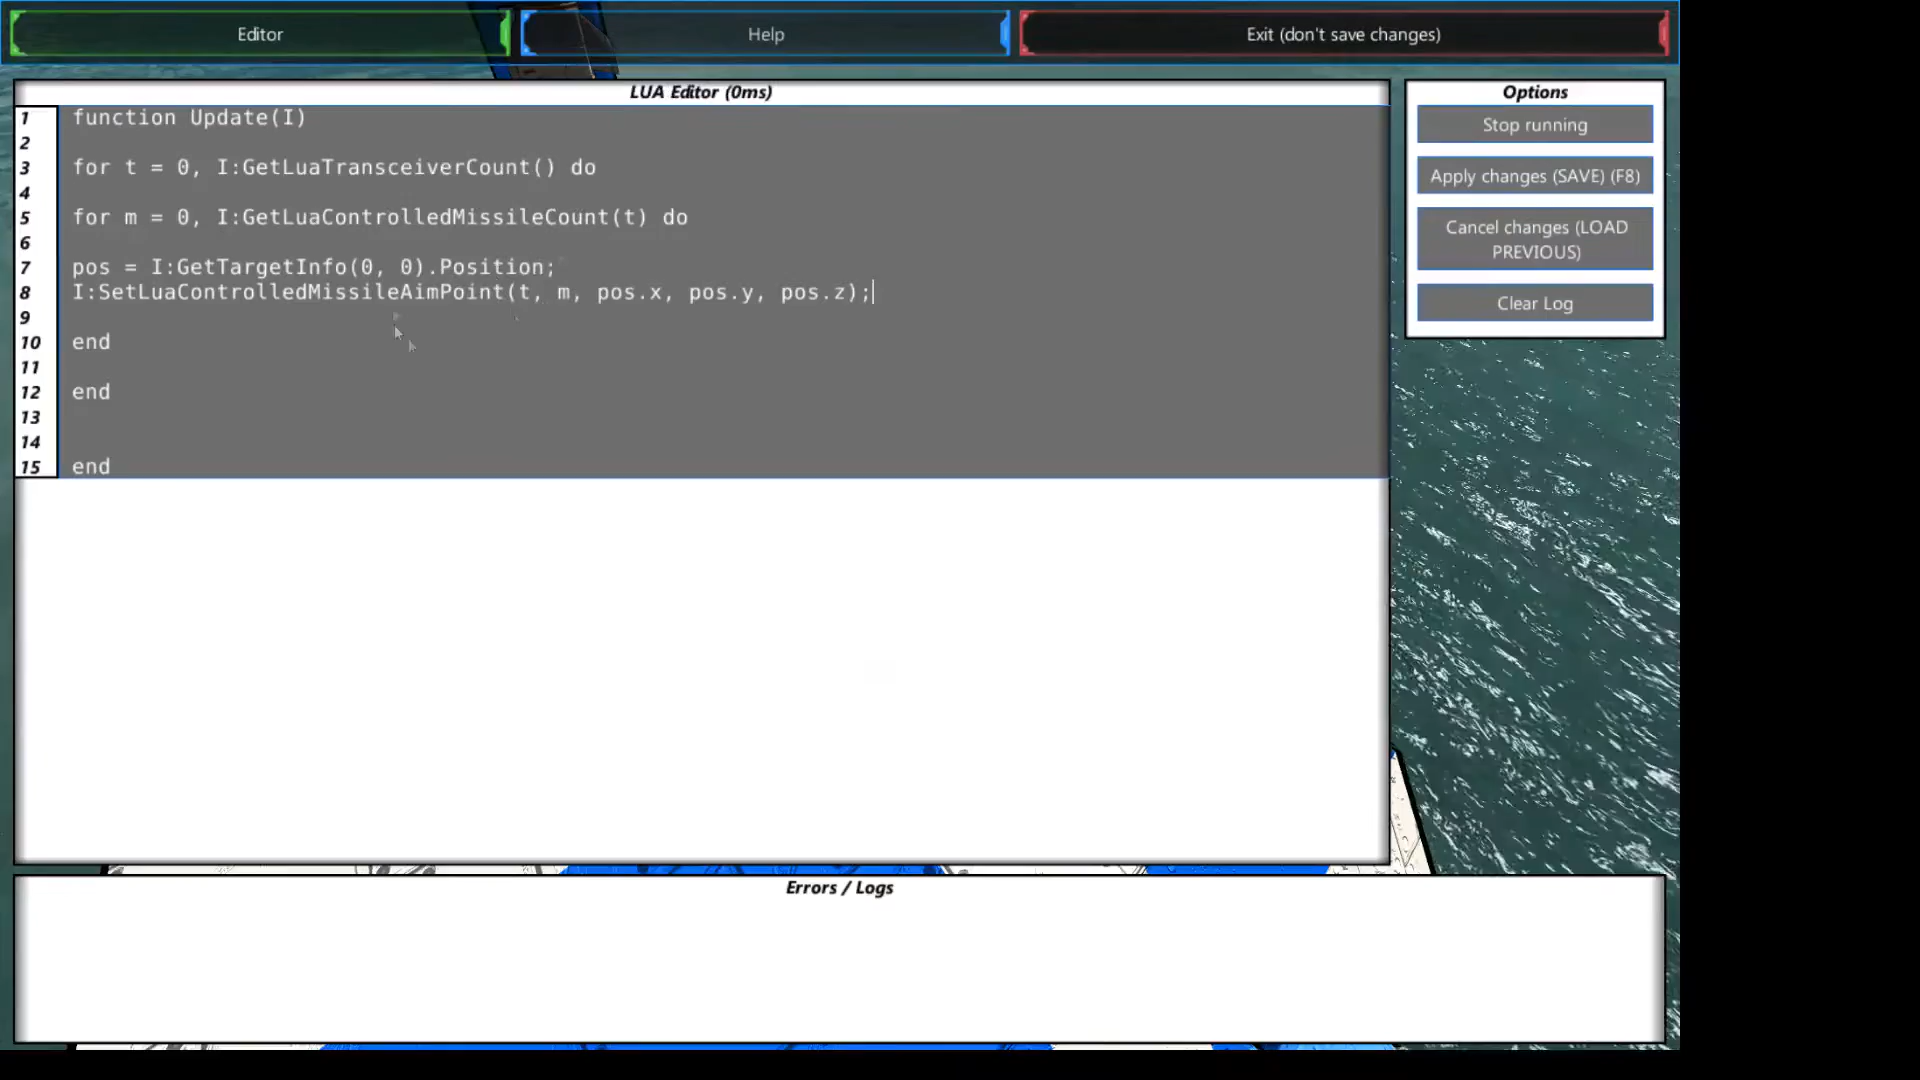 Editor
Help
Exit (don't save changes)
LUA Editor (0ms)
Options
1 function Update(I)
2
3 for t = 0, I:GetLuaTransceiverCount() do
4
5 for m = 0, I:GetLuaControlledMissileCount(t) do
6
7 pos = I:GetTargetInfo(0, 0).Position;
8 I:SetLuaControlledMissileAimPoint(t, m, pos.x, pos.y, pos.z);
9
10 end
11
12 end
13
14
15 end
Stop running
Apply changes (SAVE) (F8)
Cancel changes (LOAD
PREVIOUS)
Clear Log
Errors / Logs